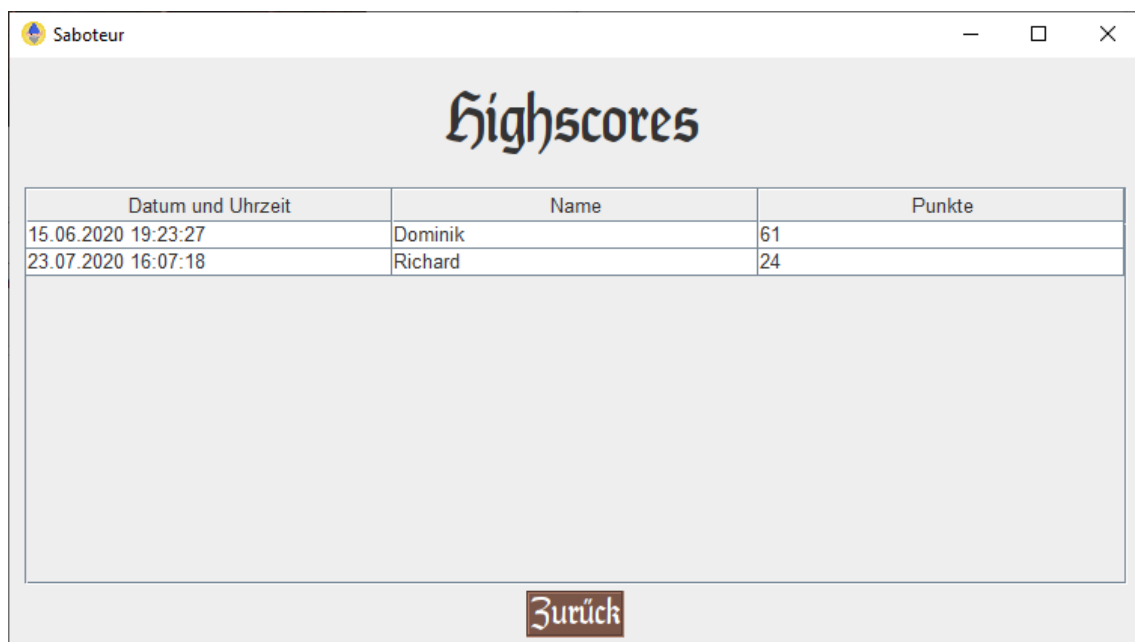 Saboteur
Highscores
Datum und Uhrzeit Name Punkte
15.06.2020 19:23:27 Dominik 61
23.07.2020 16:07:18 Richard 24
Zurück